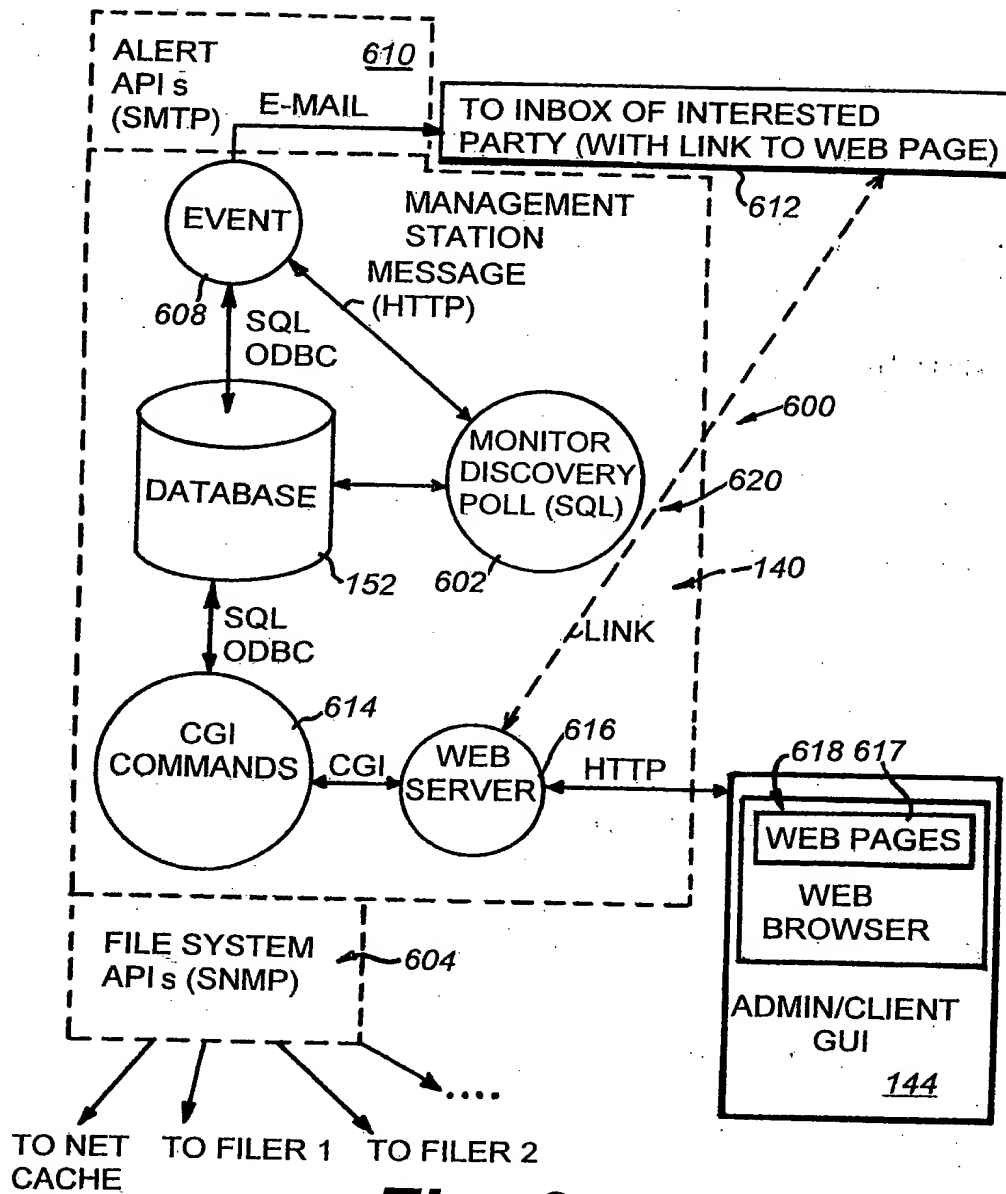 ALERT
APIs
(SMTP)
610
E-MAIL
TO INBOX OF INTERESTED
PARTY (WITH LINK TO WEB PAGE)
612
EVENT
608
MANAGEMENT
STATION
MESSAGE
(HTTP)
SQL
ODBC
600
MONITOR
DISCOVERY
POLL (SQL)
602
620
DATABASE
152
140
SQL
ODBC
LINK
CGI
COMMANDS
614
CGI
WEB
SERVER
616
HTTP
618 617
WEB PAGES
WEB
BROWSER
ADMIN/CLIENT
GUI
144
FILE SYSTEM
APIs (SNMP)
604
....
TO NET
CACHE
TO FILER 1
TO FILER 2